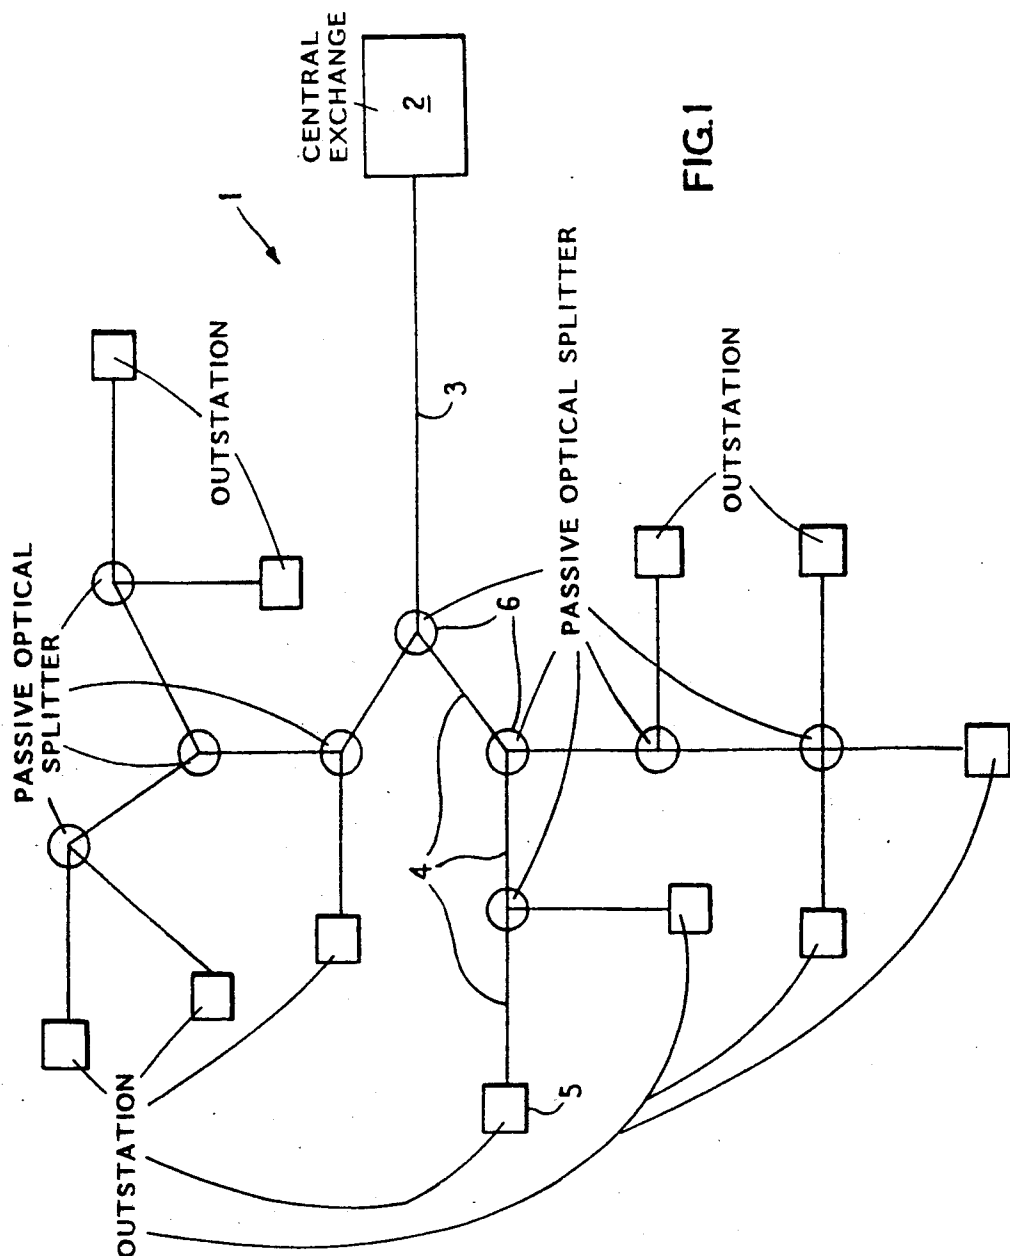 CENTRAL
EXCHANGE
2
1
FIG.1
3
OUTSTATION
PASSIVE OPTICAL
SPLITTER
6
PASSIVE OPTICAL SPLITTER
OUTSTATION
4
5
OUTSTATION